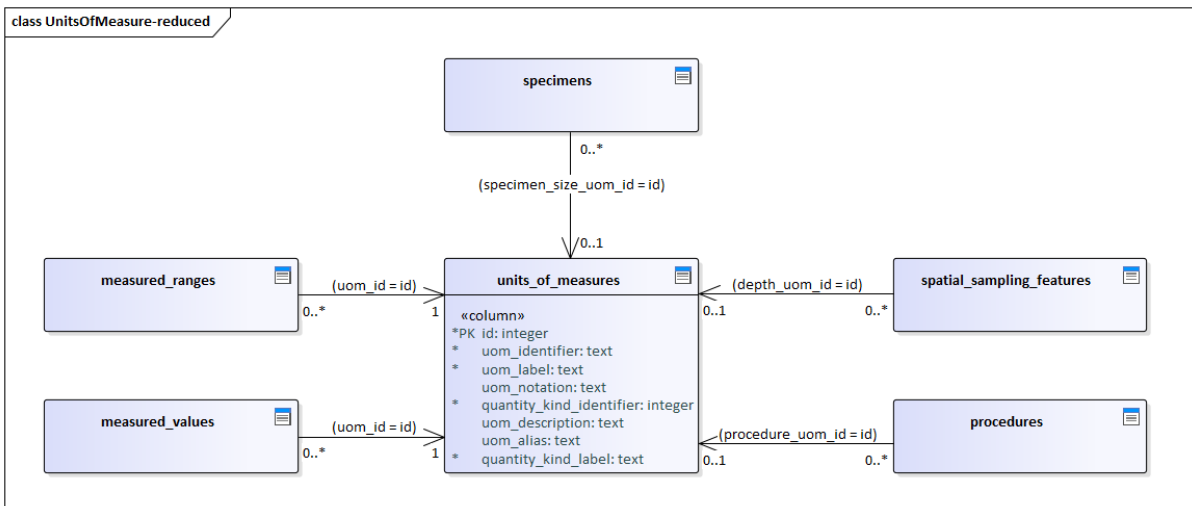 class UnitsOfMeasure-reduced
specimens
0..*
(specimen_size_uom_id = id)
0..1
measured_ranges
(uom_id = id)
0..*
1
units_of_measures
«column»
*PK id: integer
* uom_identifier: text
* uom_label: text
uom_notation: text
* quantity_kind_identifier: integer
uom_description: text
uom_alias: text
* quantity_kind_label: text
(depth_uom_id = id)
0..1
0..*
spatial_sampling_features
measured_values
(uom_id = id)
0..*
1
(procedure_uom_id = id)
0..1
0..*
procedures